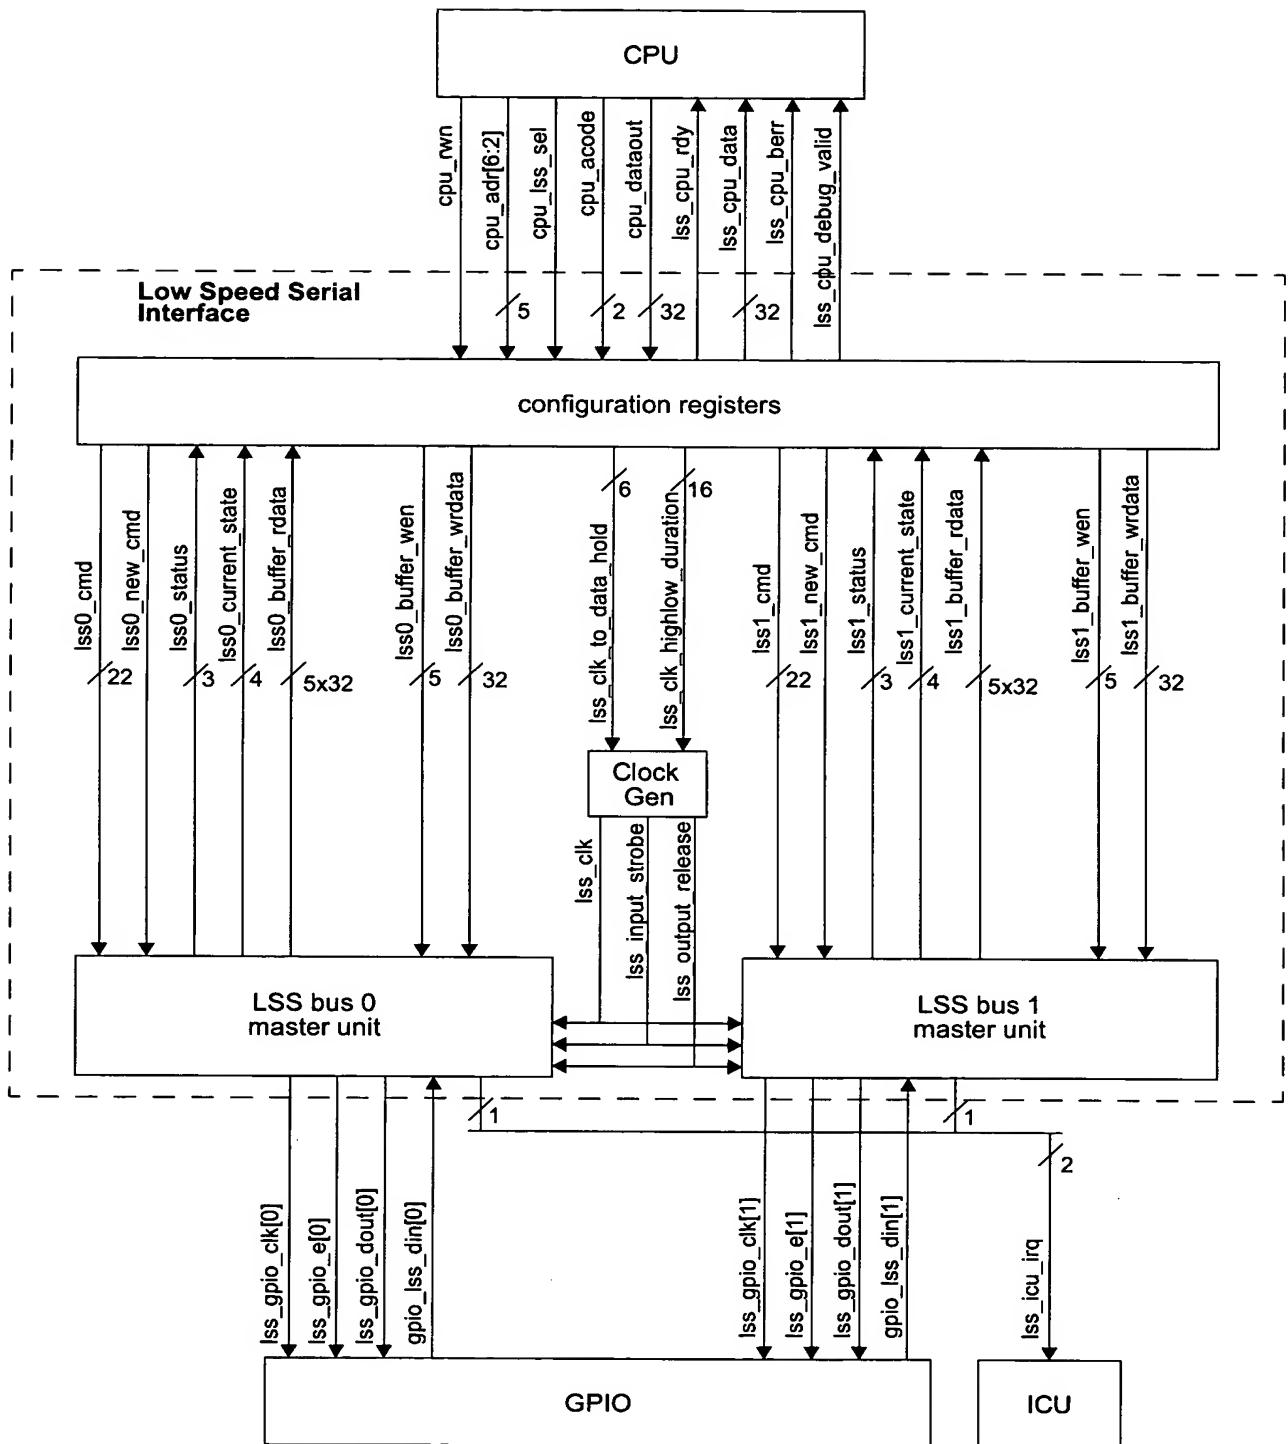 CPU
cpu_rwn
cpu_adr[6:2]
cpu_lss_sel
cpu_acode
cpu_dataout
lss_cpu_rdy
lss_cpu_data
lss_cpu_berr
lss_cpu_debug_valid
Low Speed Serial
Interface
5
2
32
32
configuration registers
lss0_cmd
lss0_new_cmd
lss0_status
lss0_current_state
lss0_buffer_rdata
lss0_buffer_wen
lss0_buffer_wrdata
lss_clk_to_data_hold
lss_clk_highlow_duration
lss1_cmd
lss1_new_cmd
lss1_status
lss1_current_state
lss1_buffer_rdata
lss1_buffer_wen
lss1_buffer_wrdata
6
16
22
3
4
5x32
5
32
22
3
4
5x32
5
32
Clock
Gen
lss_clk
lss_input_strobe
lss_output_release
LSS bus 0
master unit
LSS bus 1
master unit
1
1
2
lss_gpio_clk[0]
lss_gpio_e[0]
lss_gpio_dout[0]
gpio_lss_din[0]
lss_gpio_clk[1]
lss_gpio_e[1]
lss_gpio_dout[1]
gpio_lss_din[1]
lss_icu_irq
GPIO
ICU